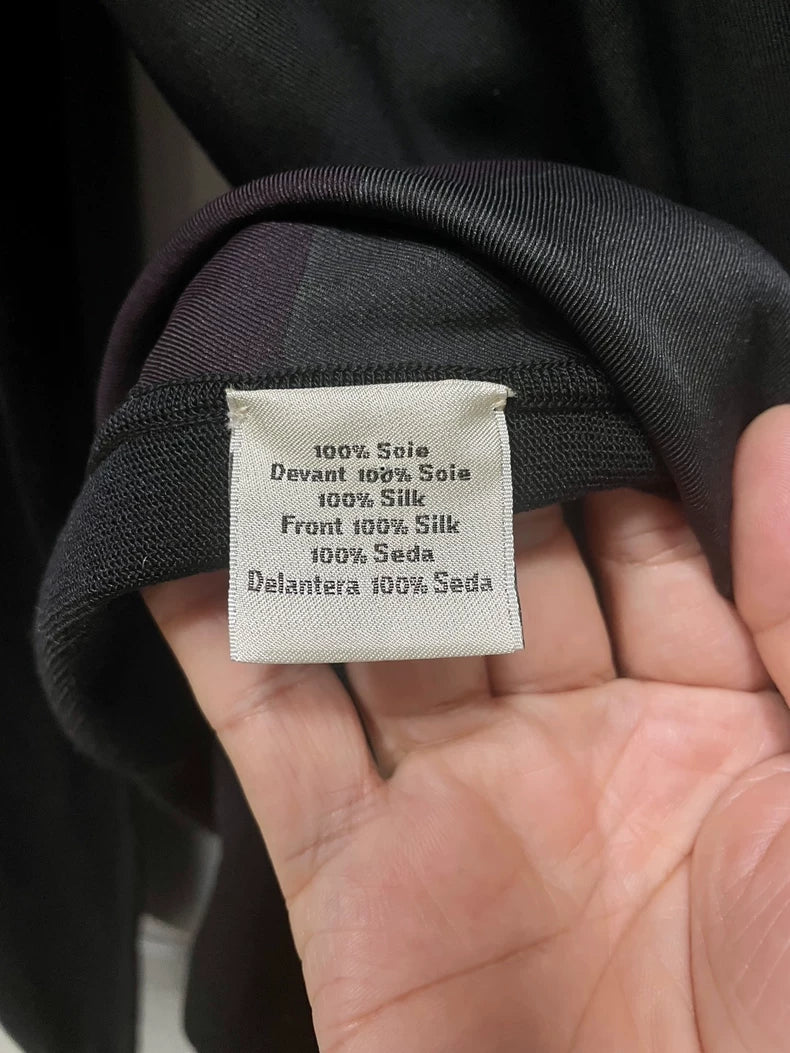 100% Soie
Devant 100% Soie
100% Silk
Front 100% Silk
100% Seda
Delantera 100% Seda